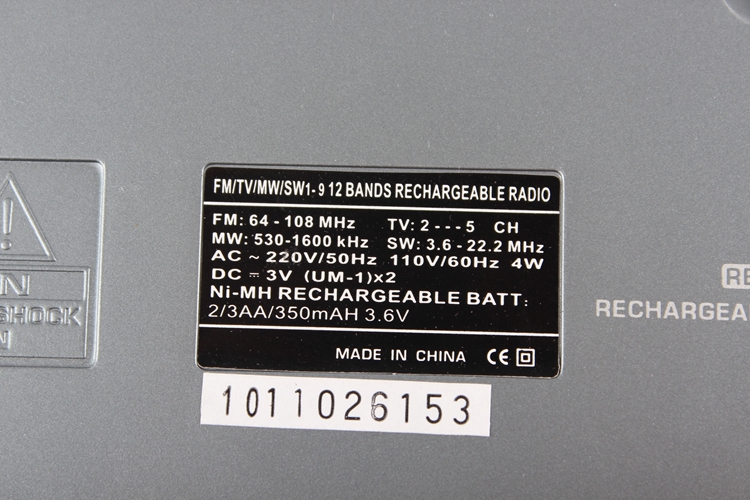 FM/TV/MW/SW1-9 12 BANDS RECHARGEABLE RADIO
FM: 64 - 108 MHz TV: 2 - - - 5 CH
MW: 530-1600 kHz SW: 3.6 - 22.2 MHz
AC ~ 220V/50Hz 110V/60Hz 4W
DC ⎓ 3V (UM-1)x2
Ni-MH RECHARGEABLE BATT:
2/3AA/350mAH 3.6V
MADE IN CHINA CE
1011026153
SHOCK